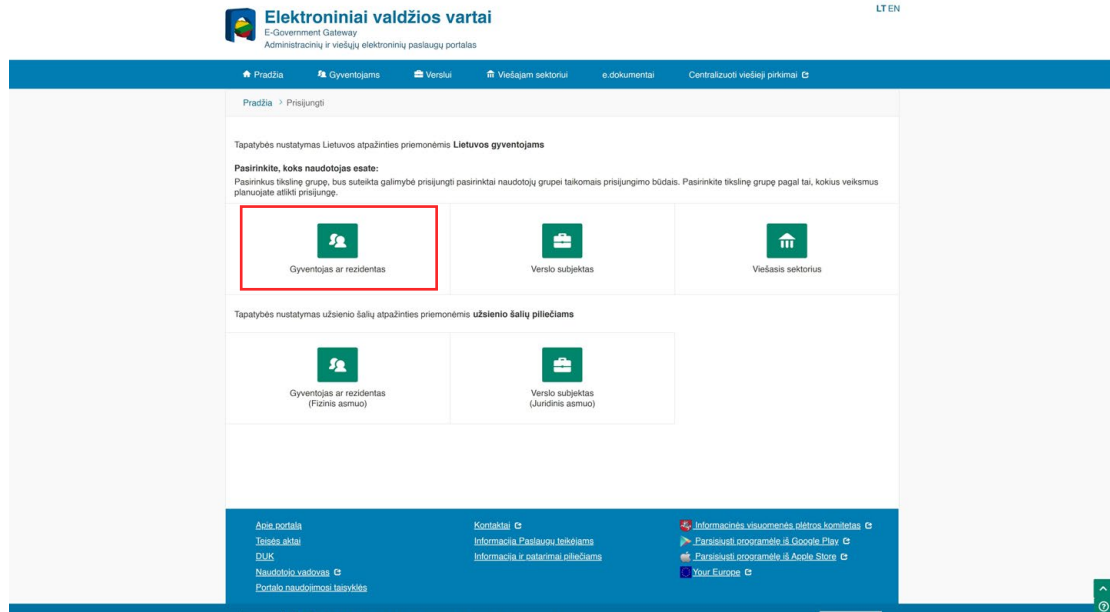 Elektroniniai valdžios vartai
LT EN
E-Government Gateway
Administracinių ir viešųjų elektroninių paslaugų portalas
Pradžia Gyventojams Verslui Viešajam sektoriui e.dokumentai Centralizuoti viešieji pirkimai
Pradžia > Prisijungti
Tapatybės nustatymas Lietuvos atpažinties priemonėmis Lietuvos gyventojams
Pasirinkite, koks naudotojas esate:
Pasirinkus tikslinę grupę, bus suteikta galimybė prisijungti pasirinktai naudotojų grupei taikomais prisijungimo būdais. Pasirinkite tikslinę grupę pagal tai, kokius veiksmus
planuojate atlikti prisijungę.
Gyventojas ar rezidentas
Verslo subjektas
Viešasis sektorius
Tapatybės nustatymas užsienio šalių atpažinties priemonėmis užsienio šalių piliečiams
Gyventojas ar rezidentas
(Fizinis asmuo)
Verslo subjektas
(Juridinis asmuo)
Apie portalą
Teisės aktai
DUK
Naudotojo vadovas
Portalo naudojimosi taisyklės
Kontaktai
Informacija Paslaugų teikėjams
Informacija ir patarimai piliečiams
Informacinės visuomenės plėtros komitetas
Parsisiųsti programėlę iš Google Play
Parsisiųsti programėlę iš Apple Store
Your Europe